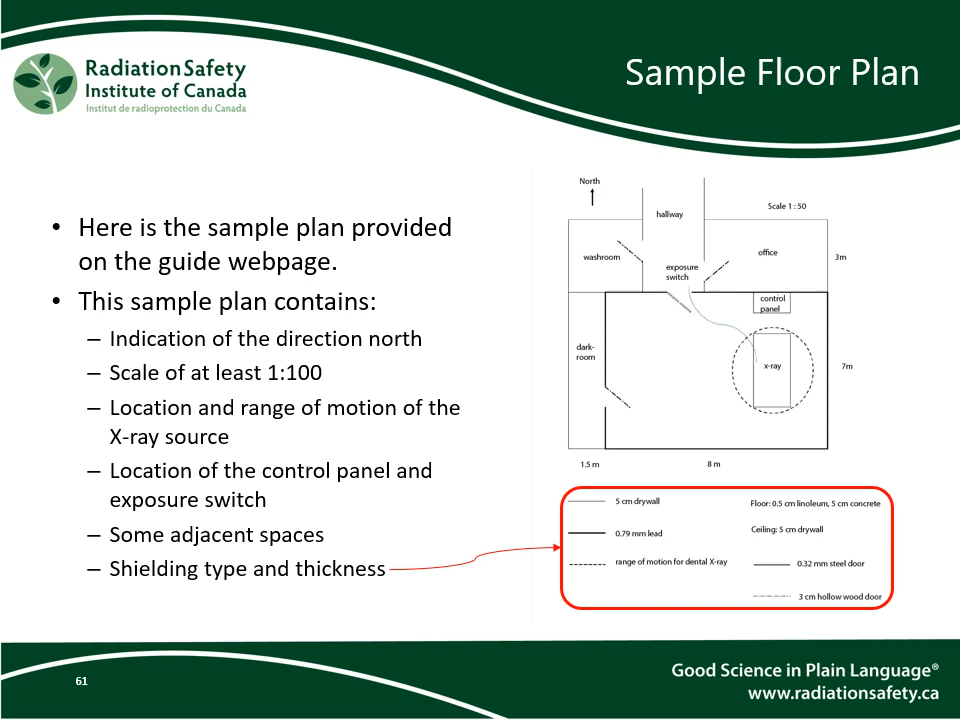 Sample Floor Plan
Radiation Safety
Institute of Canada
Institut de radioprotection du Canada
• Here is the sample plan provided
on the guide webpage.
• This sample plan contains:
– Indication of the direction north
– Scale of at least 1:100
– Location and range of motion of the
X-ray source
– Location of the control panel and
exposure switch
– Some adjacent spaces
– Shielding type and thickness
North
hallway
Scale 1 : 50
washroom
office
3m
exposure
switch
control
panel
dark-
room
x-ray
7m
1.5 m
8 m
5 cm drywall
Floor: 0.5 cm linoleum, 5 cm concrete
0.79 mm lead
Ceiling: 5 cm drywall
range of motion for dental X-ray
0.32 mm steel door
3 cm hollow wood door
61
Good Science in Plain Language®
www.radiationsafety.ca